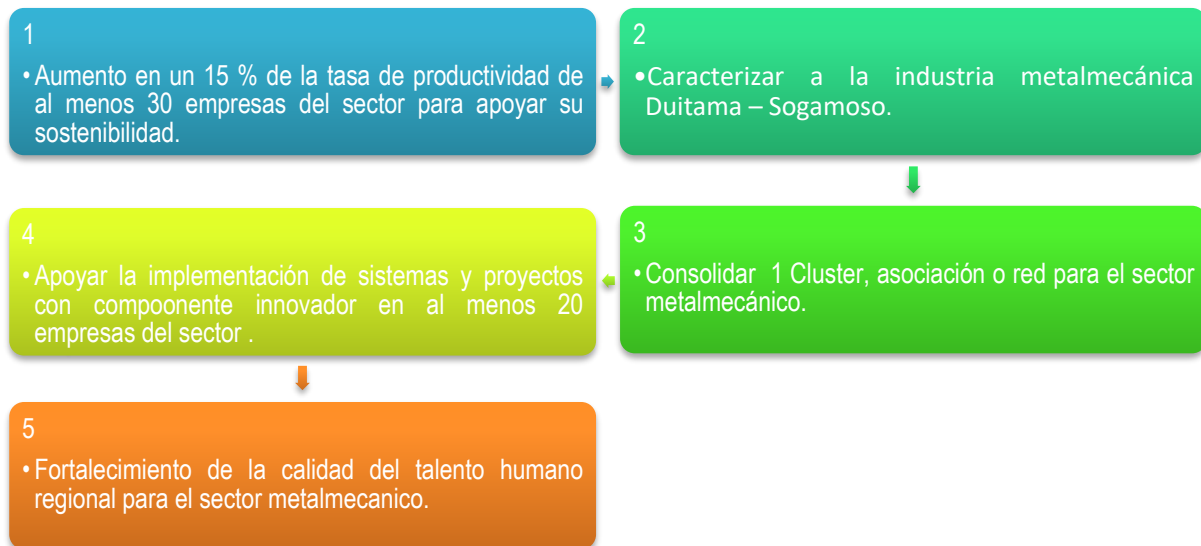 1
• Aumento en un 15 % de la tasa de productividad de
al menos 30 empresas del sector para apoyar su
sostenibilidad.
2
•Caracterizar a la industria metalmecánica
Duitama – Sogamoso.
3
• Consolidar 1 Cluster, asociación o red para el sector
metalmecánico.
4
• Apoyar la implementación de sistemas y proyectos
con compoonente innovador en al menos 20
empresas del sector .
5
• Fortalecimiento de la calidad del talento humano
regional para el sector metalmecanico.